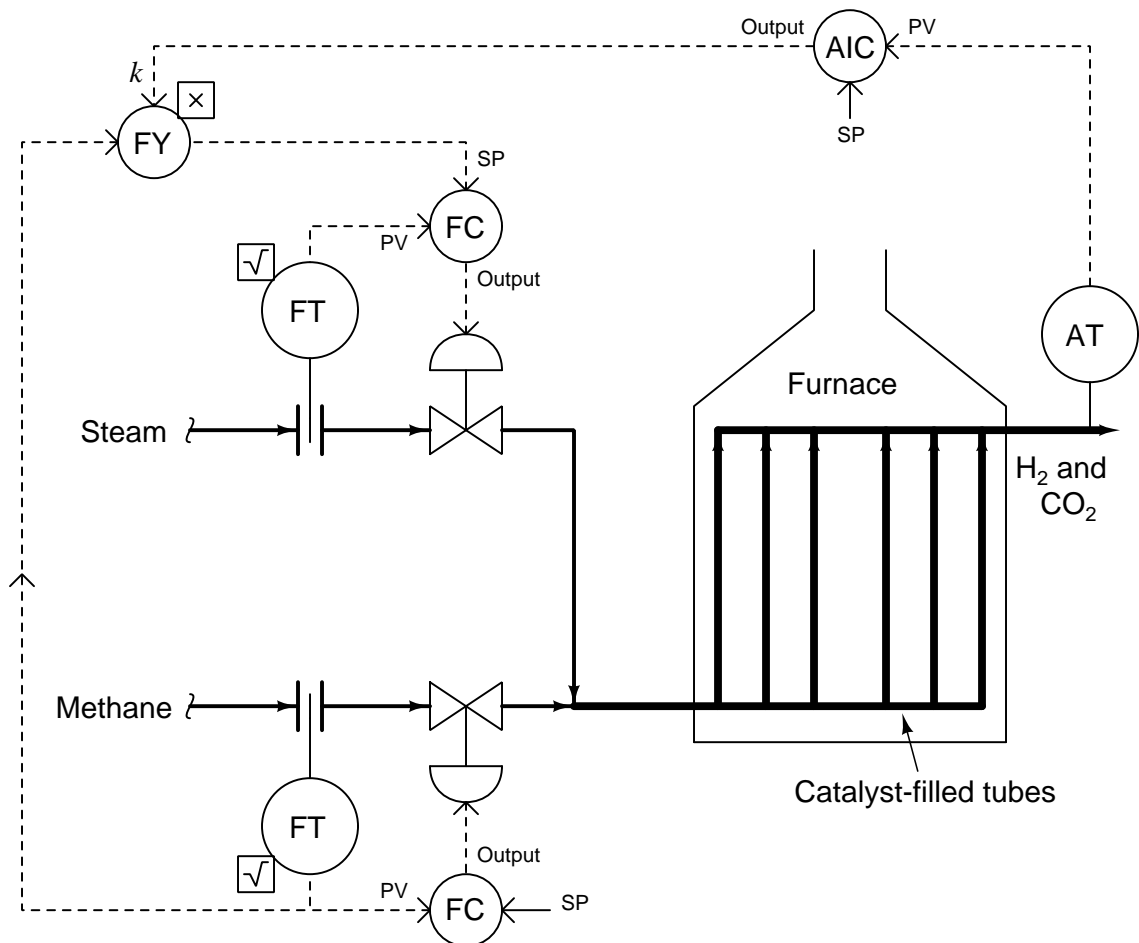 Output
AIC
PV
SP
k
×
FY
SP
FC
PV
√
FT
Output
Steam
Furnace
AT
H₂ and
CO₂
Methane
Catalyst-filled tubes
FT
√
Output
PV
FC
SP